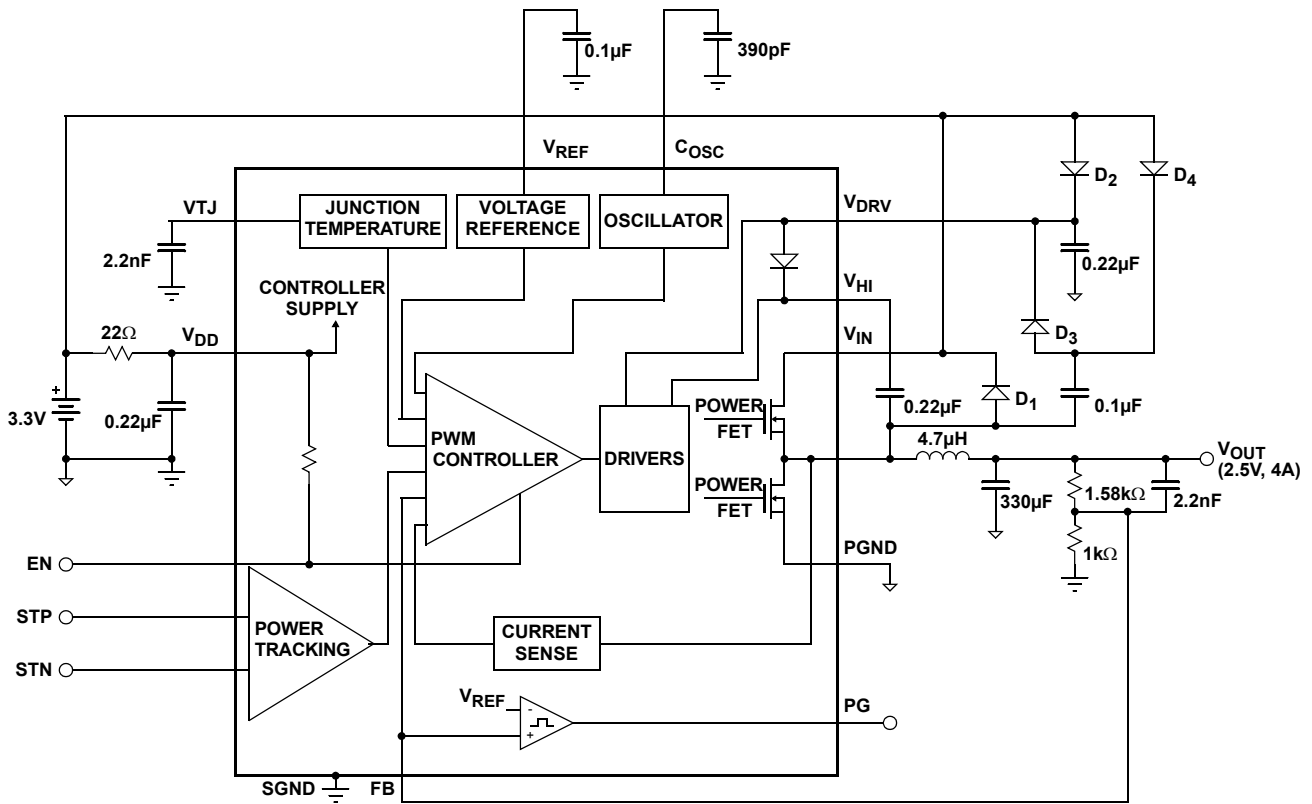 0.1µF
390pF
VREF
COSC
D2
D4
VTJ
JUNCTION
TEMPERATURE
VOLTAGE
REFERENCE
OSCILLATOR
VDRV
2.2nF
0.22µF
CONTROLLER
SUPPLY
VHI
22Ω
VDD
VIN
D3
3.3V
+
0.22µF
PWM
CONTROLLER
DRIVERS
POWER
FET
0.22µF
D1
0.1µF
4.7µH
VOUT
(2.5V, 4A)
POWER
FET
330µF
1.58kΩ
2.2nF
1kΩ
PGND
EN
STP
POWER
TRACKING
STN
CURRENT
SENSE
VREF
-
+
PG
SGND
FB